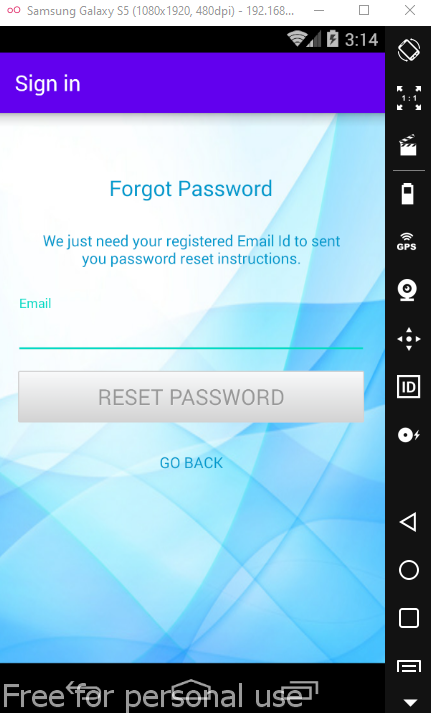 Samsung Galaxy S5 (1080x1920, 480dpi) - 192.168...
3:14
1:1
Sign in
Forgot Password
GPS
We just need your registered Email Id to sent
you password reset instructions.
Email
ID
RESET PASSWORD
GO BACK
Free for personal use